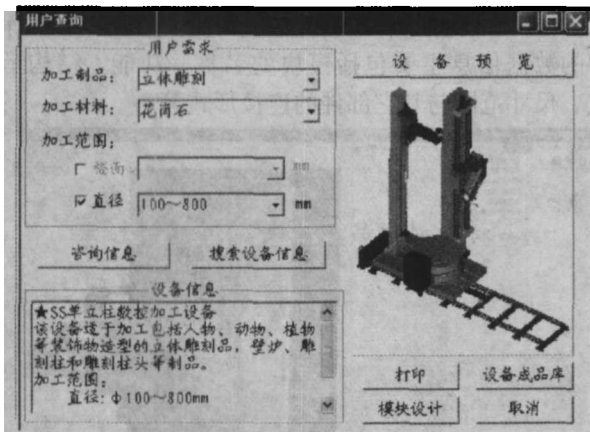 用户查询
用户需求
加工制品： 立体雕刻
加工材料： 花岗石
加工范围：
墙面 mm
直径 100～800 mm
咨询信息 搜索设备信息
设备信息
★SS单立柱数控加工设备
该设备适于加工包括人物、动物、植物
等装饰物造型的立体雕刻品，壁炉、雕
刻柱和雕刻柱头等制品。
加工范围：
直径：Φ100～800mm
设 备 预 览
打印 设备成品库
模块设计 取消